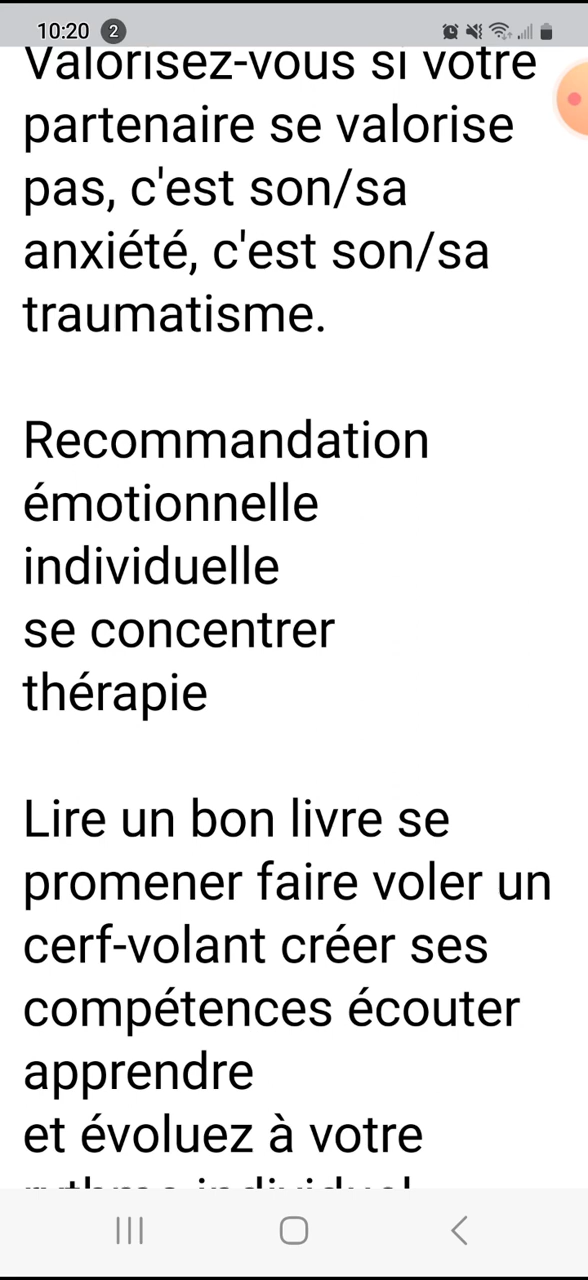 10:20 2
Valorisez-vous si votre
partenaire se valorise
pas, c'est son/sa
anxiété, c'est son/sa
traumatisme.
Recommandation
émotionnelle
individuelle
se concentrer
thérapie
Lire un bon livre se
promener faire voler un
cerf-volant créer ses
compétences écouter
apprendre
et évoluez à votre
rythme individuel